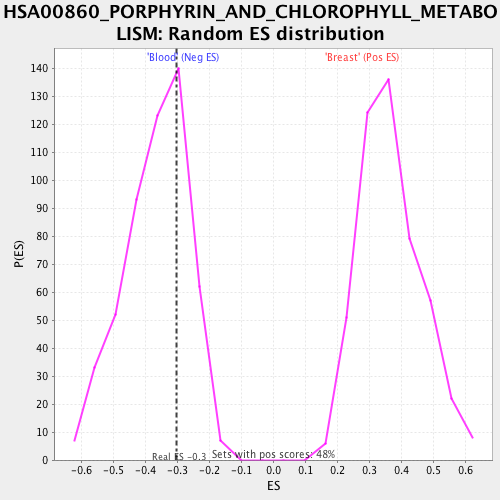 HSA00860_PORPHYRIN_AND_CHLOROPHYLL_METABO
LISM: Random ES distribution
'Blood' (Neg ES)
'Breast' (Pos ES)
P(ES)
140
130
120
110
100
90
80
70
60
50
40
30
20
10
0
Real ES -0.3
Sets with pos scores: 48%
-0.6 -0.5 -0.4 -0.3 -0.2 -0.1 0.0 0.1 0.2 0.3 0.4 0.5 0.6
ES